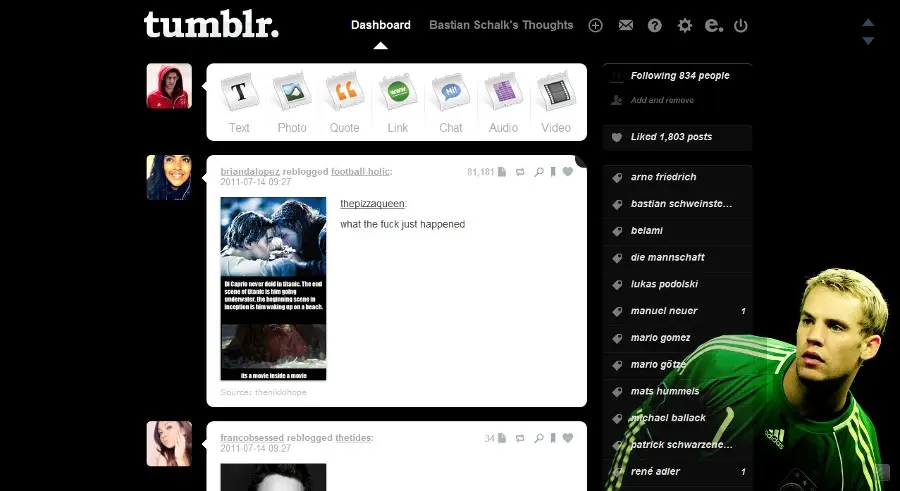 tumblr.
Dashboard
Bastian Schalk's Thoughts
Following 834 people
Add and remove
Liked 1,803 posts
T
www
Hi!
Text
Photo
Quote
Link
Chat
Audio
Video
briandalopez reblogged football-holic:
2011-07-14 09:27
81,181
thepizzaqueen:
what the fuck just happened
Di Caprio never deid in titanic. The end
scene of titanic is him going
underwater. the beginning scene in
inception is him waking up on a beach.
its a movie inside a movie
Source: thenikkihope
francobsessed reblogged thetides:
2011-07-14 09:27
34
arne friedrich
bastian schweinste...
belami
die mannschaft
lukas podolski
manuel neuer 1
mario gomez
mario götze
mats hummels
michael ballack
patrick schwarzene...
rené adler 1
adidas